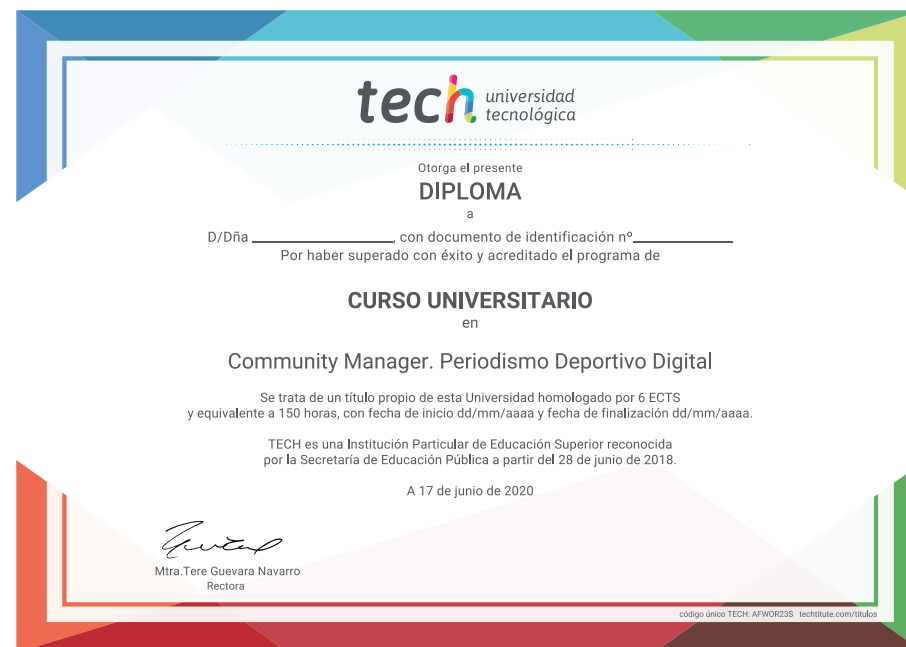 tech universidad
tecnológica
Otorga el presente
DIPLOMA
a
D/Dña ____________________, con documento de identificación nº______________
Por haber superado con éxito y acreditado el programa de
CURSO UNIVERSITARIO
en
Community Manager. Periodismo Deportivo Digital
Se trata de un título propio de esta Universidad homologado por 6 ECTS
y equivalente a 150 horas, con fecha de inicio dd/mm/aaaa y fecha de finalización dd/mm/aaaa.
TECH es una Institución Particular de Educación Superior reconocida
por la Secretaría de Educación Pública a partir del 28 de junio de 2018.
A 17 de junio de 2020
Mtra.Tere Guevara Navarro
Rectora
código único TECH: AFWOR23S techtitute.com/titulos